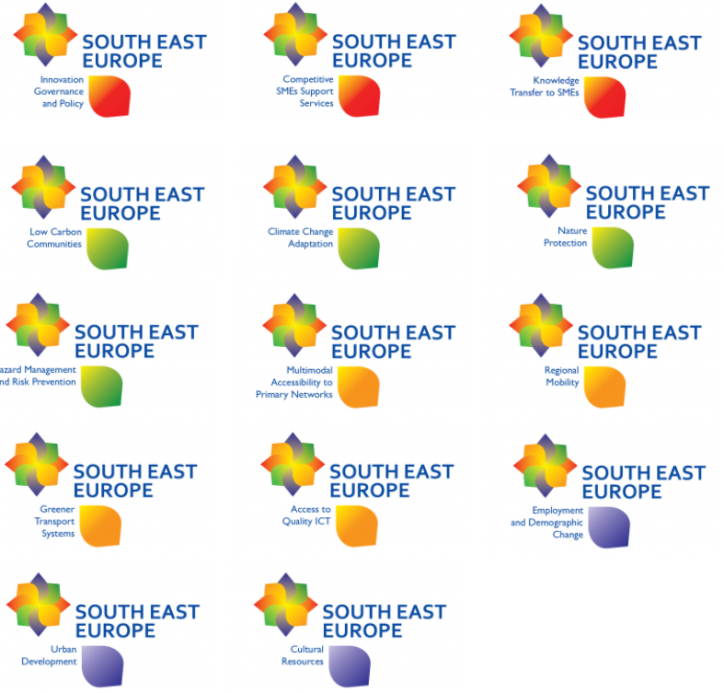 SOUTH EAST
EUROPE
Innovation
Governance
and Policy
SOUTH EAST
EUROPE
Competitive
SMEs Support
Services
SOUTH EAST
EUROPE
Knowledge
Transfer to SMEs
SOUTH EAST
EUROPE
Low Carbon
Communities
SOUTH EAST
EUROPE
Climate Change
Adaptation
SOUTH EAST
EUROPE
Nature
Protection
SOUTH EAST
EUROPE
azard Management
nd Risk Prevention
SOUTH EAST
EUROPE
Multimodal
Accessibility to
Primary Networks
SOUTH EAST
EUROPE
Regional
Mobility
SOUTH EAST
EUROPE
Greener
Transport
Systems
SOUTH EAST
EUROPE
Access to
Quality ICT
SOUTH EAST
EUROPE
Employment
and Demographic
Change
SOUTH EAST
EUROPE
Urban
Development
SOUTH EAST
EUROPE
Cultural
Resources